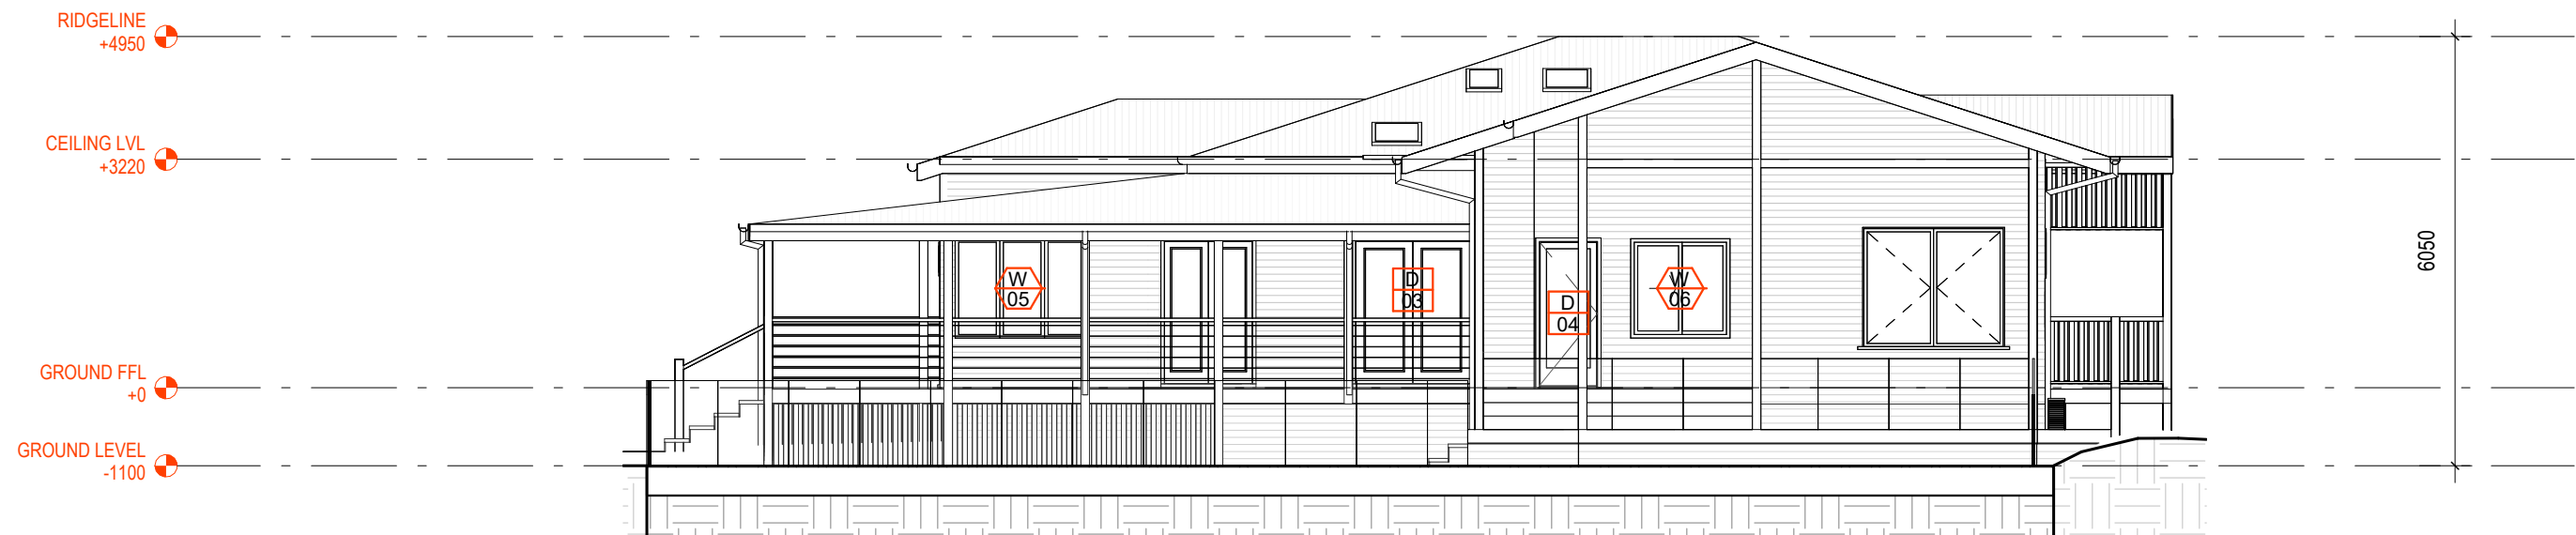 RIDGELINE
+4950
CEILING LVL
+3220
6050
W
05
D
03
D
04
W
06
GROUND FFL
+0
GROUND LEVEL
-1100